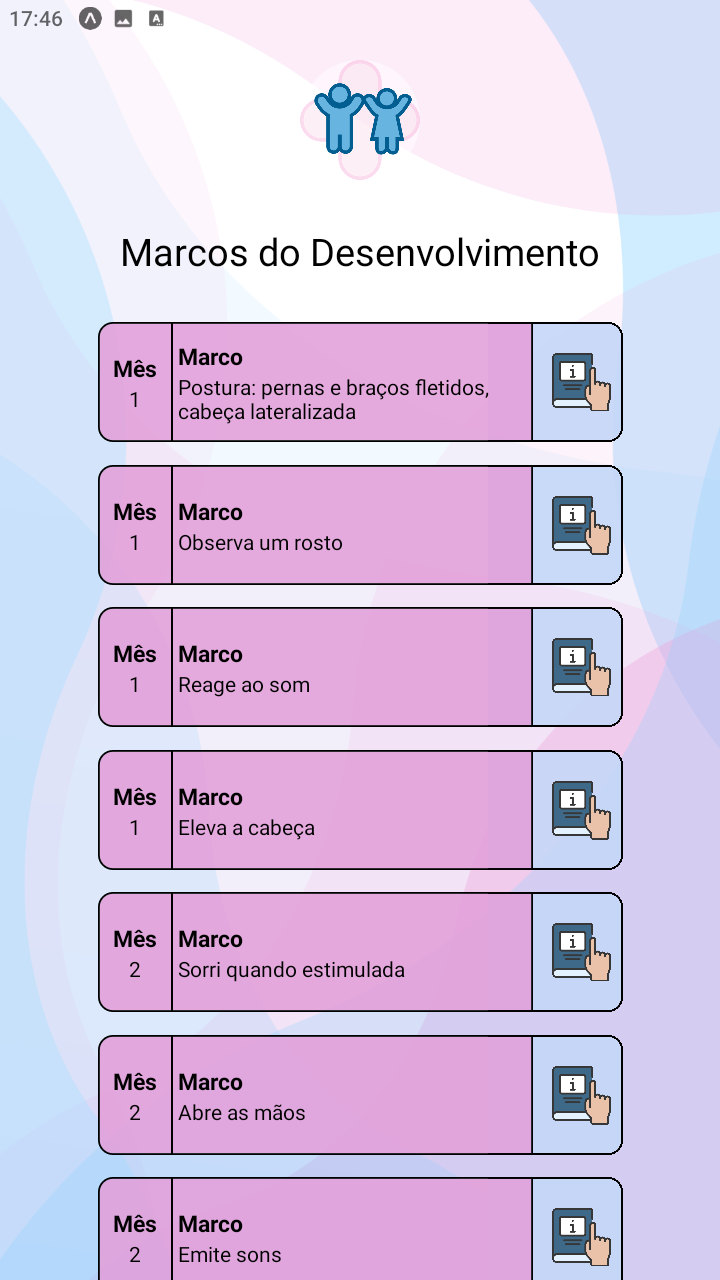 17:46
Marcos do Desenvolvimento
Mês
1
Marco
Postura: pernas e braços fletidos,
cabeça lateralizada
Mês
1
Marco
Observa um rosto
Mês
1
Marco
Reage ao som
Mês
1
Marco
Eleva a cabeça
Mês
2
Marco
Sorri quando estimulada
Mês
2
Marco
Abre as mãos
Mês
2
Marco
Emite sons